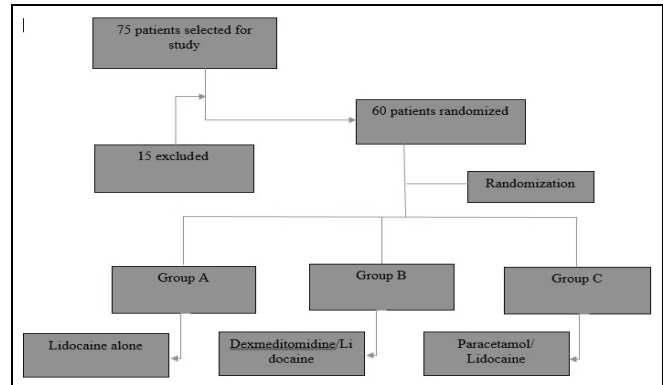 75 patients selected for
study
60 patients randomized
15 excluded
Randomization
Group A
Group B
Group C
Lidocaine alone
Dexmeditomidine/Li
docaine
Paracetamol/
Lidocaine